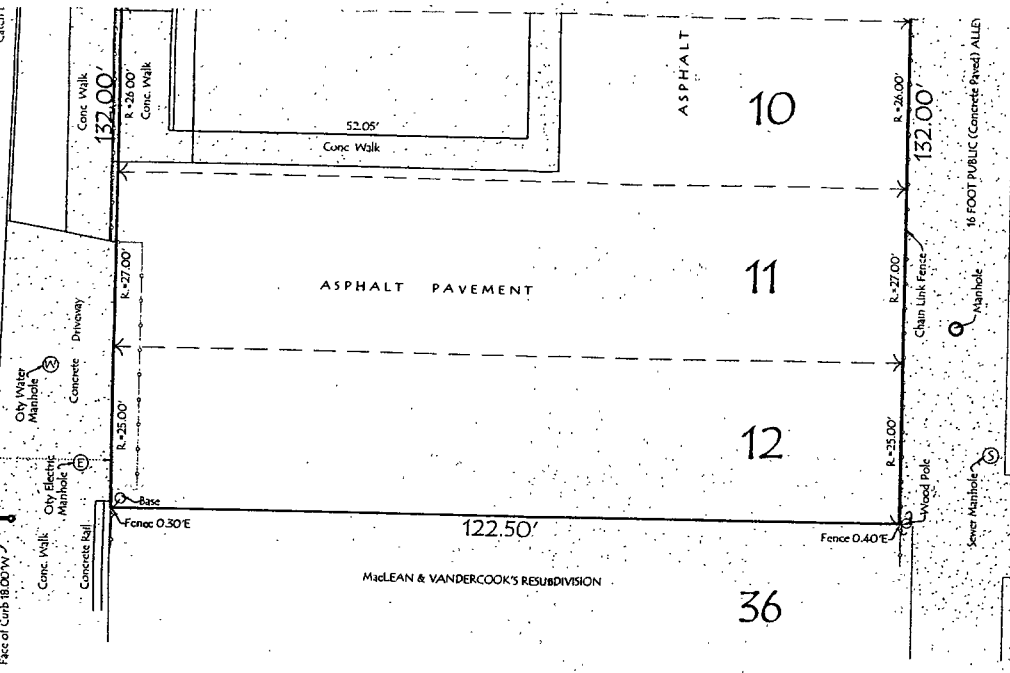 Conc. Walk
132.00'
R.=26.00'
Conc. Walk
52.05'
Conc. Walk
ASPHALT
10
R.=26.00'
132.00'
16 FOOT PUBLIC (Concrete Paved) ALLEY
R.=27.00'
ASPHALT PAVEMENT
11
R.=27.00'
Chain Link Fence
Manhole
Concrete Driveway
City Water
Manhole
W
R.=25.00'
12
R.=25.00'
City Electric
Manhole
E
Base
Fence 0.30'E
122.50'
Fence 0.40'E
Wood Pole
Sewer Manhole
S
Face of Curb 18.00'W
Conc. Walk
Concrete Rail
MacLEAN & VANDERCOOK'S RESUBDIVISION
36